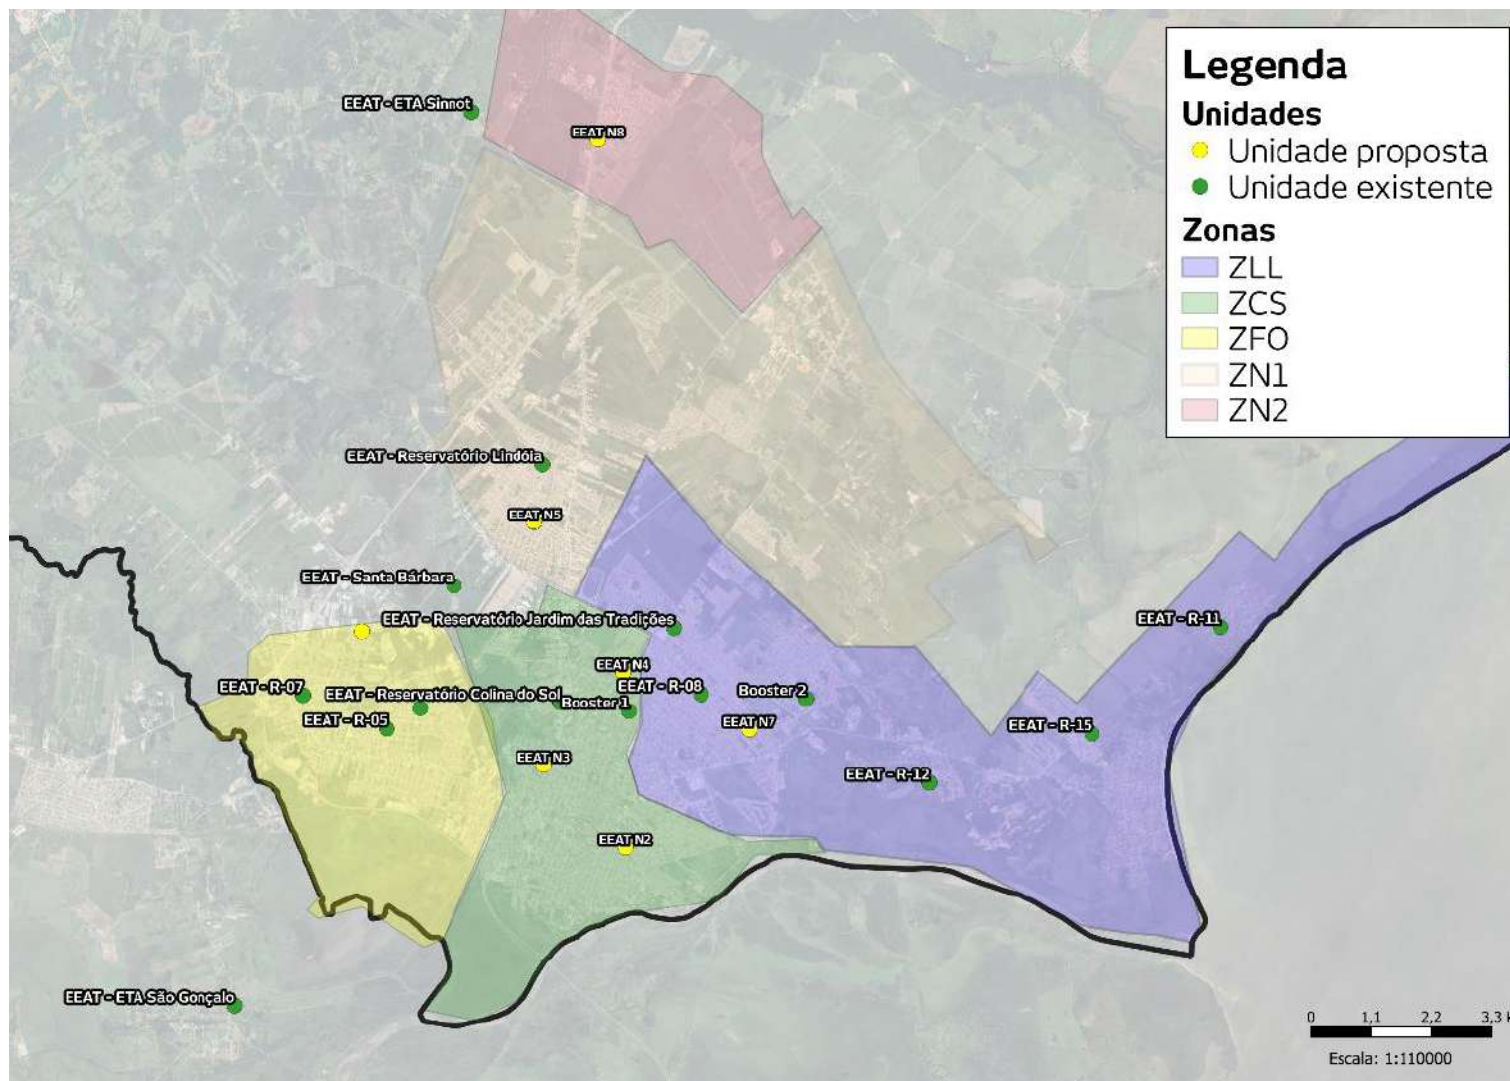 Legenda
Unidades
Unidade proposta
Unidade existente
Zonas
ZLL
ZCS
ZFO
ZN1
ZN2
EEAT - ETA Sinnot
EEAT N8
EEAT - Reservatório Lindóia
EEAT N5
EEAT - Santa Bárbara
EEAT - Reservatório Jardim das Tradições
EEAT - R-11
EEAT N4
EEAT - R-07
EEAT - Reservatório Colina do Sol
EEAT - R-08
Booster 2
Booster 1
EEAT - R-05
EEAT N7
EEAT - R-15
EEAT N3
EEAT - R-12
EEAT N2
EEAT - ETA São Gonçalo
0 1,1 2,2 3,3 k
Escala: 1:110000